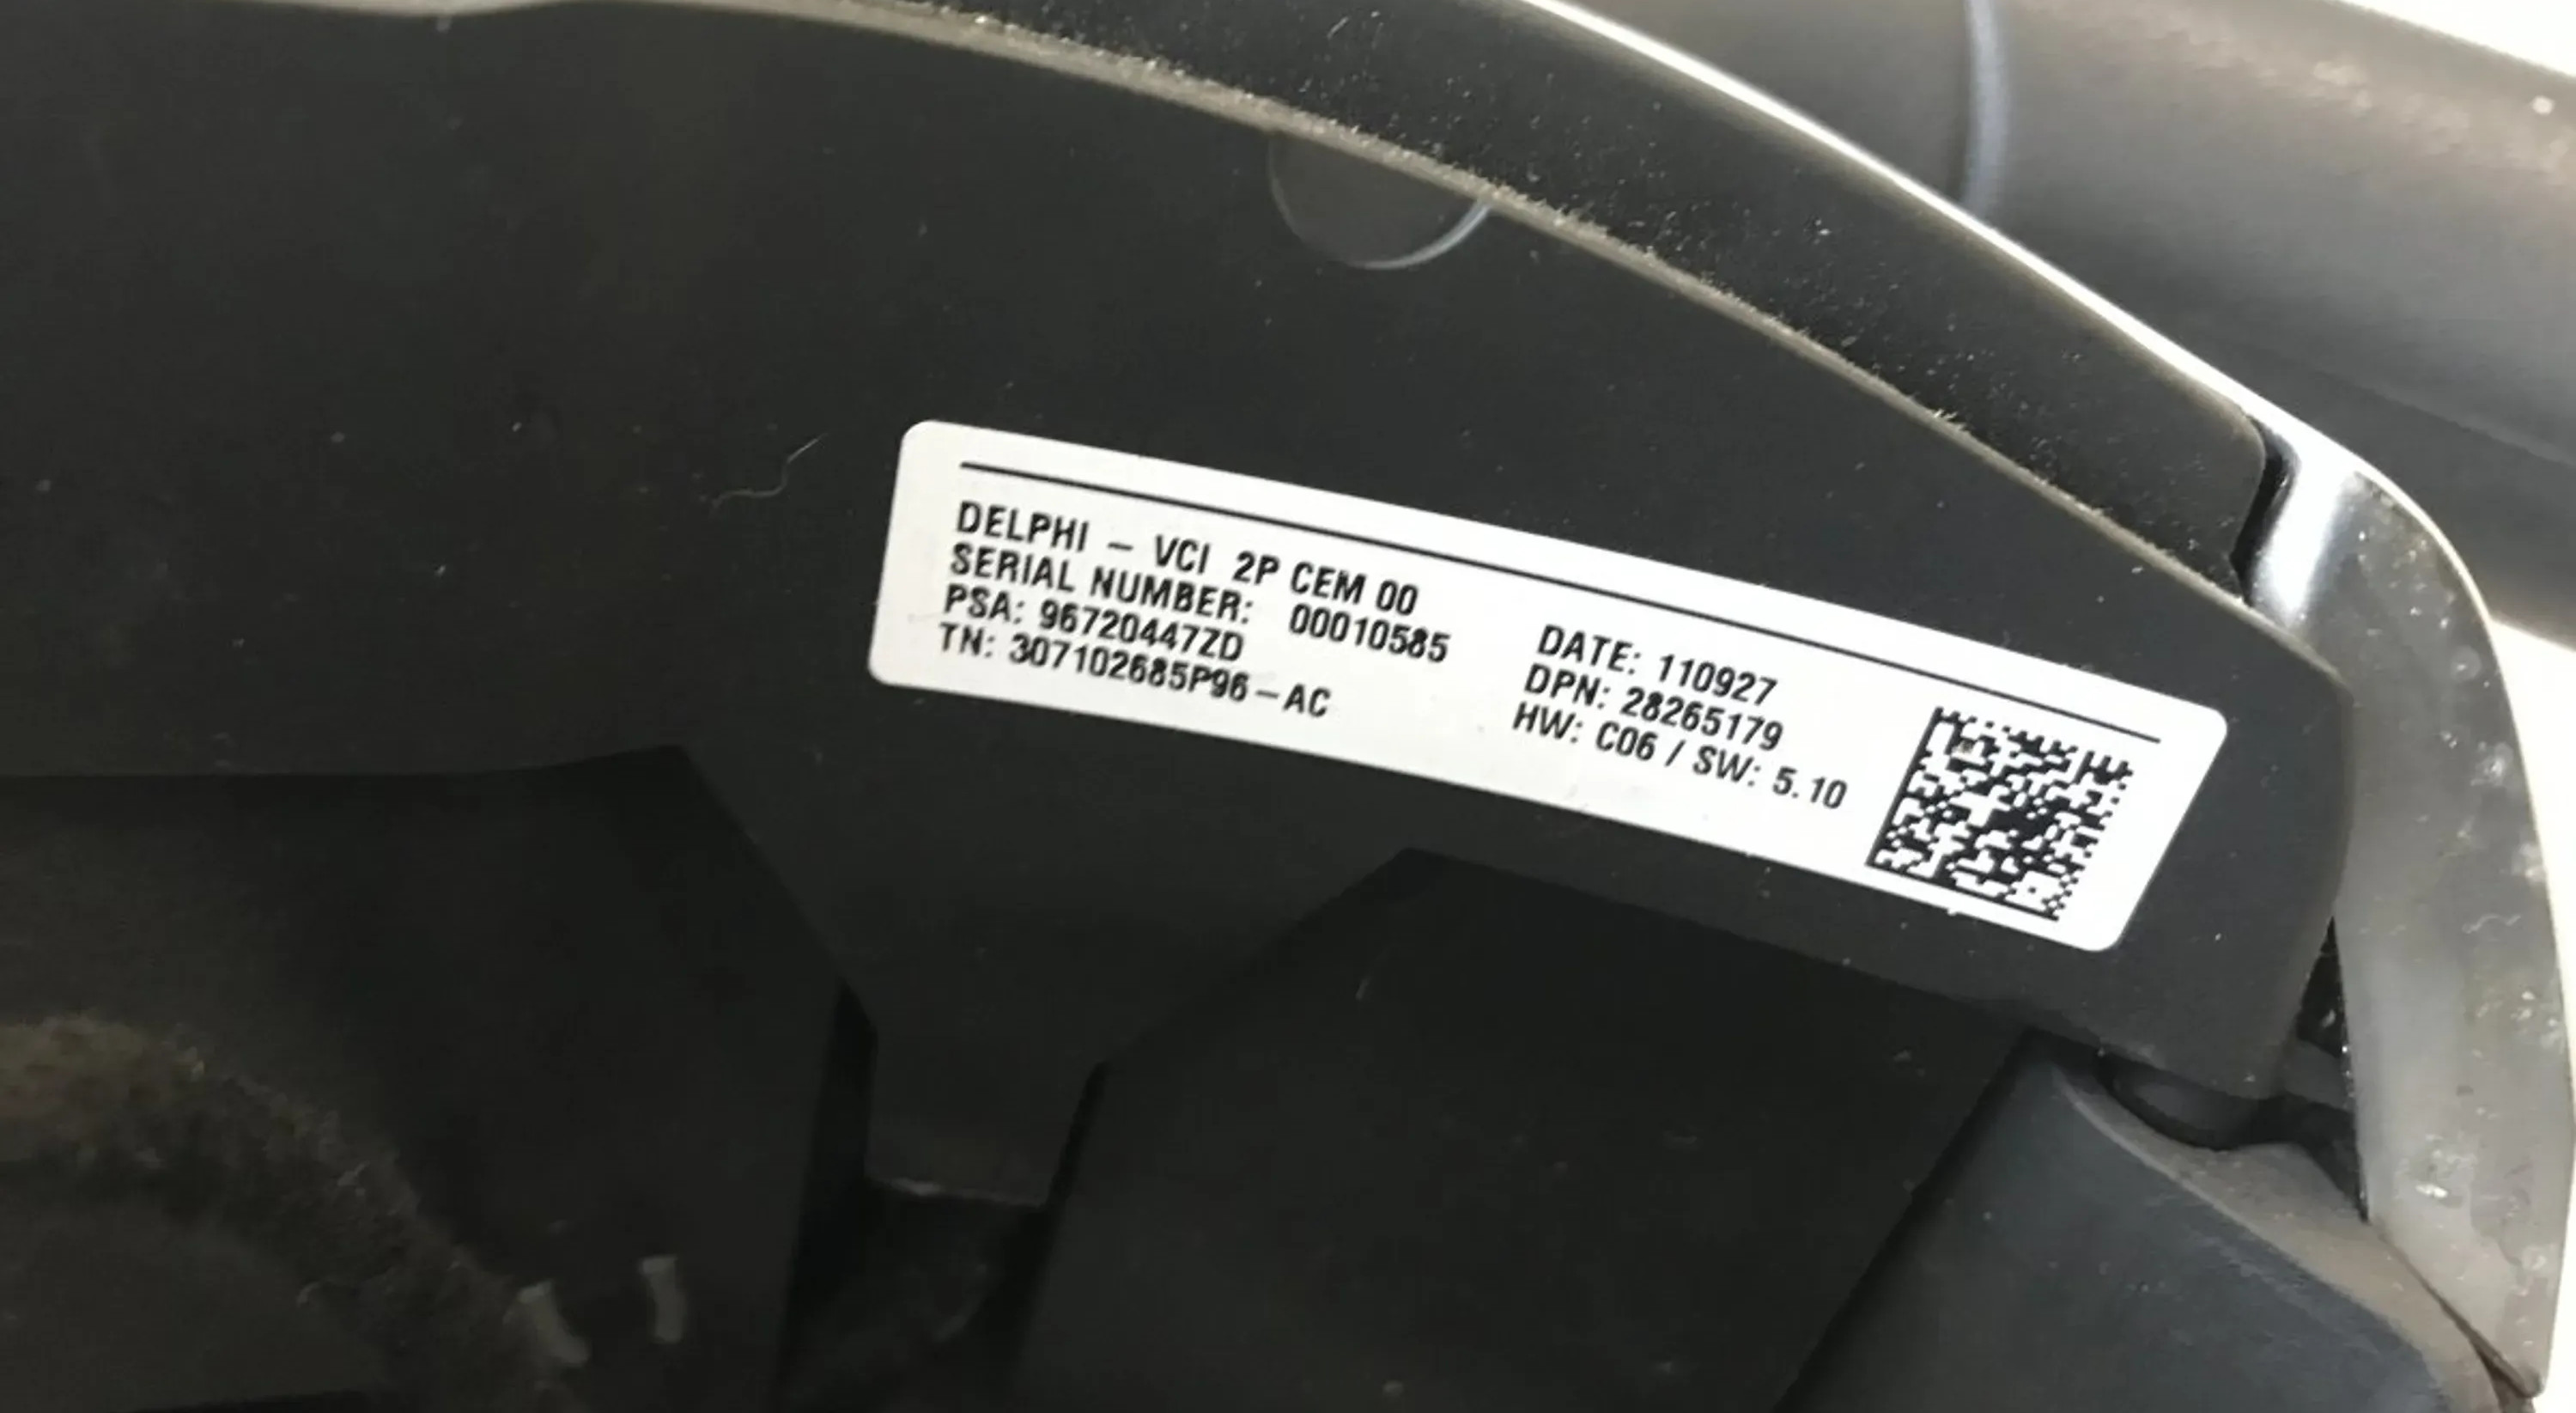 DELPHI – VCI 2P CEM 00
SERIAL NUMBER: 00010585
PSA: 96720447ZD
TN: 307102685P96–AC
DATE: 110927
DPN: 28265179
HW: C06 / SW: 5.10